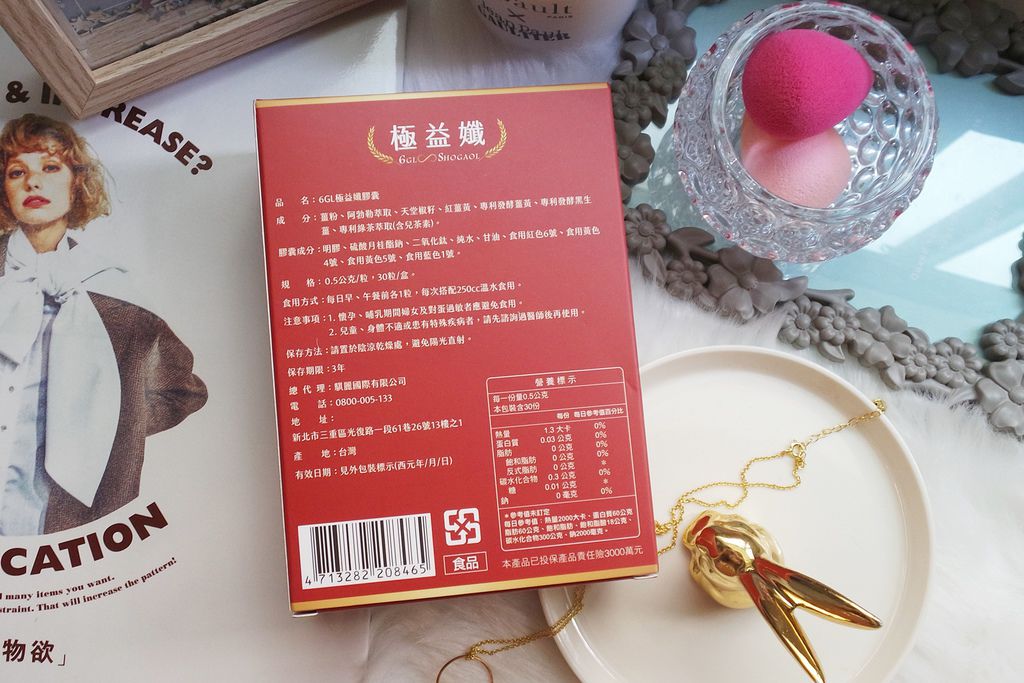 & IN
REASE?
ault
PARIS
GAULTIER
極益孅
6GL SHOGAOL
品 名：6GL極益孅膠囊
成 分：薑粉、阿勃勒萃取、天堂椒籽、紅薑黃、專利發酵薑黃、專利發酵黑生
薑、專利綠茶萃取(含兒茶素)。
膠囊成分：明膠、硫酸月桂酯鈉、二氧化鈦、純水、甘油、食用紅色6號、食用黃色
4號、食用黃色5號、食用藍色1號。
規 格：0.5公克/粒，30粒/盒。
食用方式：每日早、午餐前各1粒，每次搭配250cc溫水食用。
注意事項：1. 懷孕、哺乳期間婦女及對蛋過敏者應避免食用。
2. 兒童、身體不適或患有特殊疾病者，請先諮詢過醫師後再使用。
保存方法：請置於陰涼乾燥處，避免陽光直射。
保存期限：3年
總 代 理：騏麗國際有限公司
電 話：0800-005-133
地 址：
新北市三重區光復路一段61巷26號13樓之1
產 地：台灣
有效日期：見外包裝標示(西元年/月/日)
營養標示
每一份量0.5公克
本包裝含30份
每份 每日參考值百分比
熱量 1.3 大卡 0%
蛋白質 0.03 公克 0%
脂肪 0 公克 0%
飽和脂肪 0 公克 0%
反式脂肪 0 公克 *
碳水化合物 0.3 公克 0%
糖 0.01 公克 *
鈉 0 毫克 0%
*參考值未訂定
每日參考值：熱量2000大卡、蛋白質60公克
、脂肪60公克、飽和脂肪18公克、
碳水化合物300公克、鈉2000毫克。
4 713282 208465
食品
本產品已投保產品責任險3000萬元
CATION
many items you want.
straint. That will increase the pattern!
物欲」